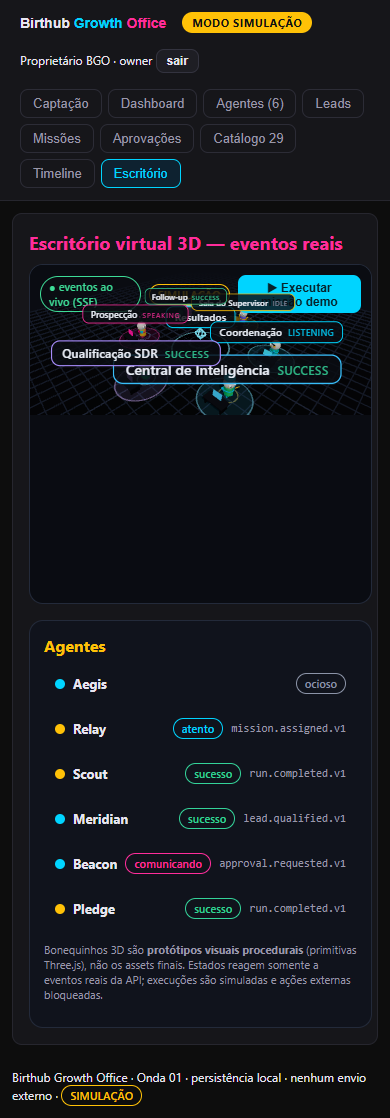 Birthub Growth Office MODO SIMULAÇÃO
Proprietário BGO · owner sair
Captação Dashboard Agentes (6) Leads
Missões Aprovações Catálogo 29
Timeline Escritório
Escritório virtual 3D — eventos reais
● eventos ao
vivo (SSE)
▶ Executar
demo
Follow-up SUCCESS
Supervisor IDLE
Prospecção SPEAKING
Coordenação LISTENING
Qualificação SDR SUCCESS
Central de Inteligência SUCCESS
Agentes
Aegis ocioso
Relay atento mission.assigned.v1
Scout sucesso run.completed.v1
Meridian sucesso lead.qualified.v1
Beacon comunicando approval.requested.v1
Pledge sucesso run.completed.v1
Bonequinhos 3D são protótipos visuais procedurais (primitivas
Three.js), não os assets finais. Estados reagem somente a
eventos reais da API; execuções são simuladas e ações externas
bloqueadas.
Birthub Growth Office · Onda 01 · persistência local · nenhum envio
externo · SIMULAÇÃO